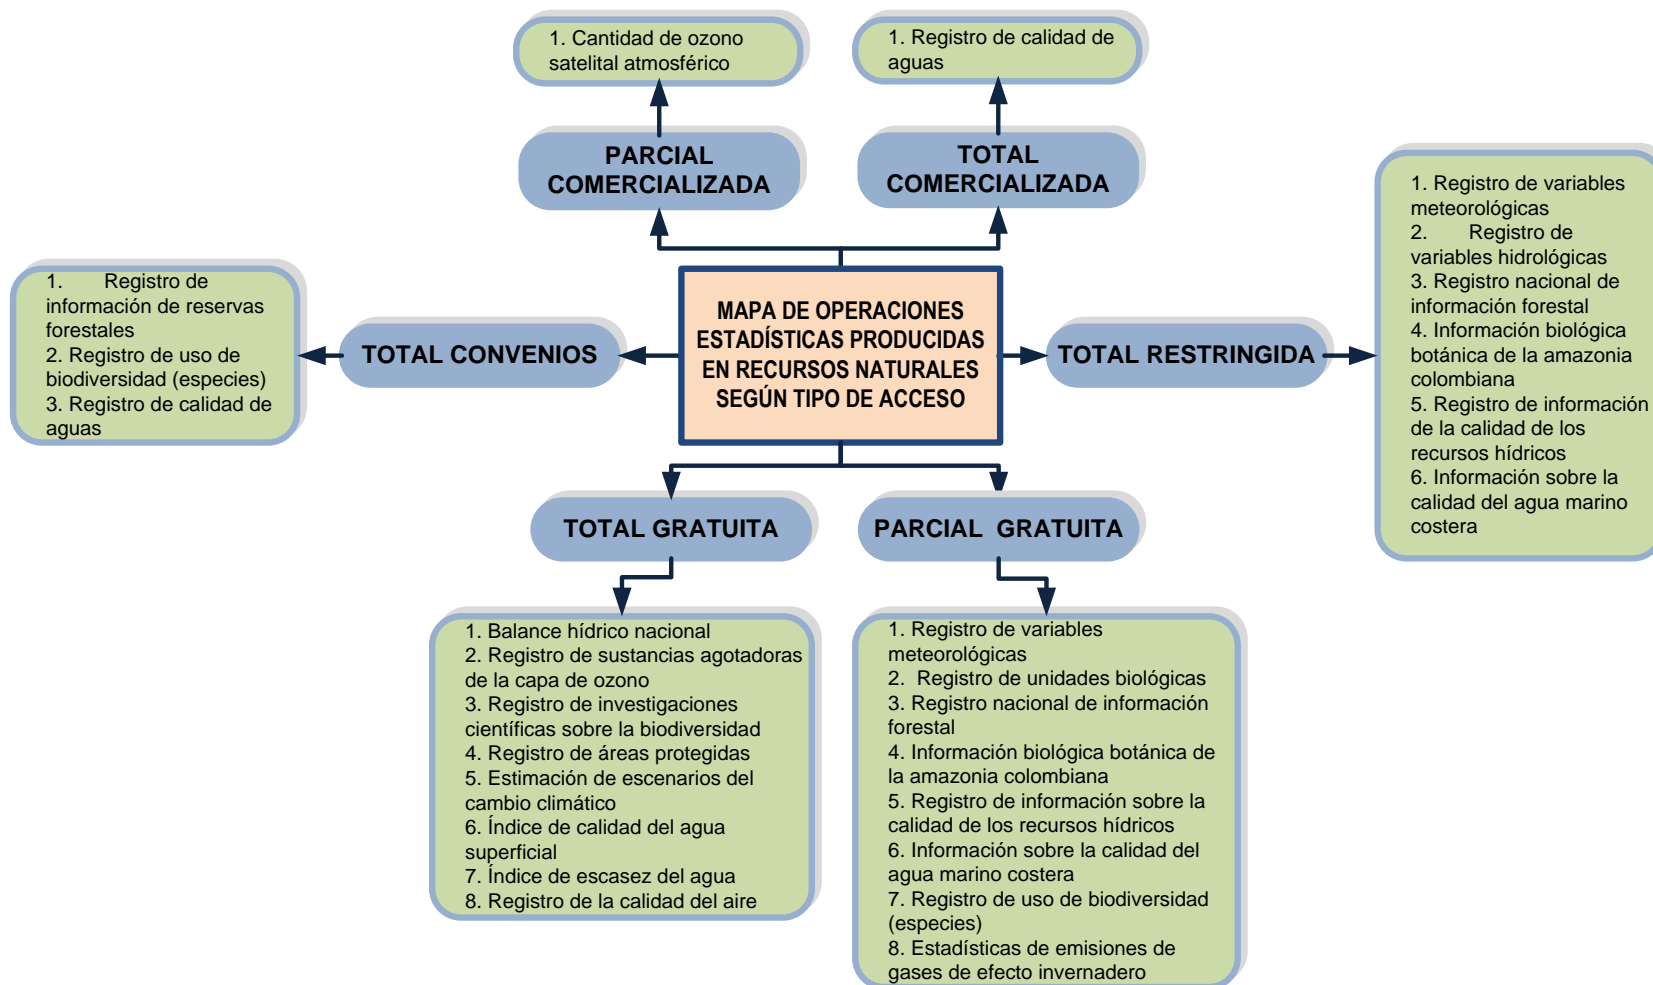 1. Cantidad de ozono
satelital atmosférico
1. Registro de calidad de
aguas
PARCIAL
COMERCIALIZADA
TOTAL
COMERCIALIZADA
1. Registro de variables
meteorológicas
2. Registro de
variables hidrológicas
3. Registro nacional de
información forestal
4. Información biológica
botánica de la amazonia
colombiana
5. Registro de información
de la calidad de los
recursos hídricos
6. Información sobre la
calidad del agua marino
costera
1. Registro de
información de reservas
forestales
2. Registro de uso de
biodiversidad (especies)
3. Registro de calidad de
aguas
TOTAL CONVENIOS
MAPA DE OPERACIONES
ESTADÍSTICAS PRODUCIDAS
EN RECURSOS NATURALES
SEGÚN TIPO DE ACCESO
TOTAL RESTRINGIDA
TOTAL GRATUITA
PARCIAL GRATUITA
1. Balance hídrico nacional
2. Registro de sustancias agotadoras
de la capa de ozono
3. Registro de investigaciones
científicas sobre la biodiversidad
4. Registro de áreas protegidas
5. Estimación de escenarios del
cambio climático
6. Índice de calidad del agua
superficial
7. Índice de escasez del agua
8. Registro de la calidad del aire
1. Registro de variables
meteorológicas
2. Registro de unidades biológicas
3. Registro nacional de información
forestal
4. Información biológica botánica de
la amazonia colombiana
5. Registro de información sobre la
calidad de los recursos hídricos
6. Información sobre la calidad del
agua marino costera
7. Registro de uso de biodiversidad
(especies)
8. Estadísticas de emisiones de
gases de efecto invernadero